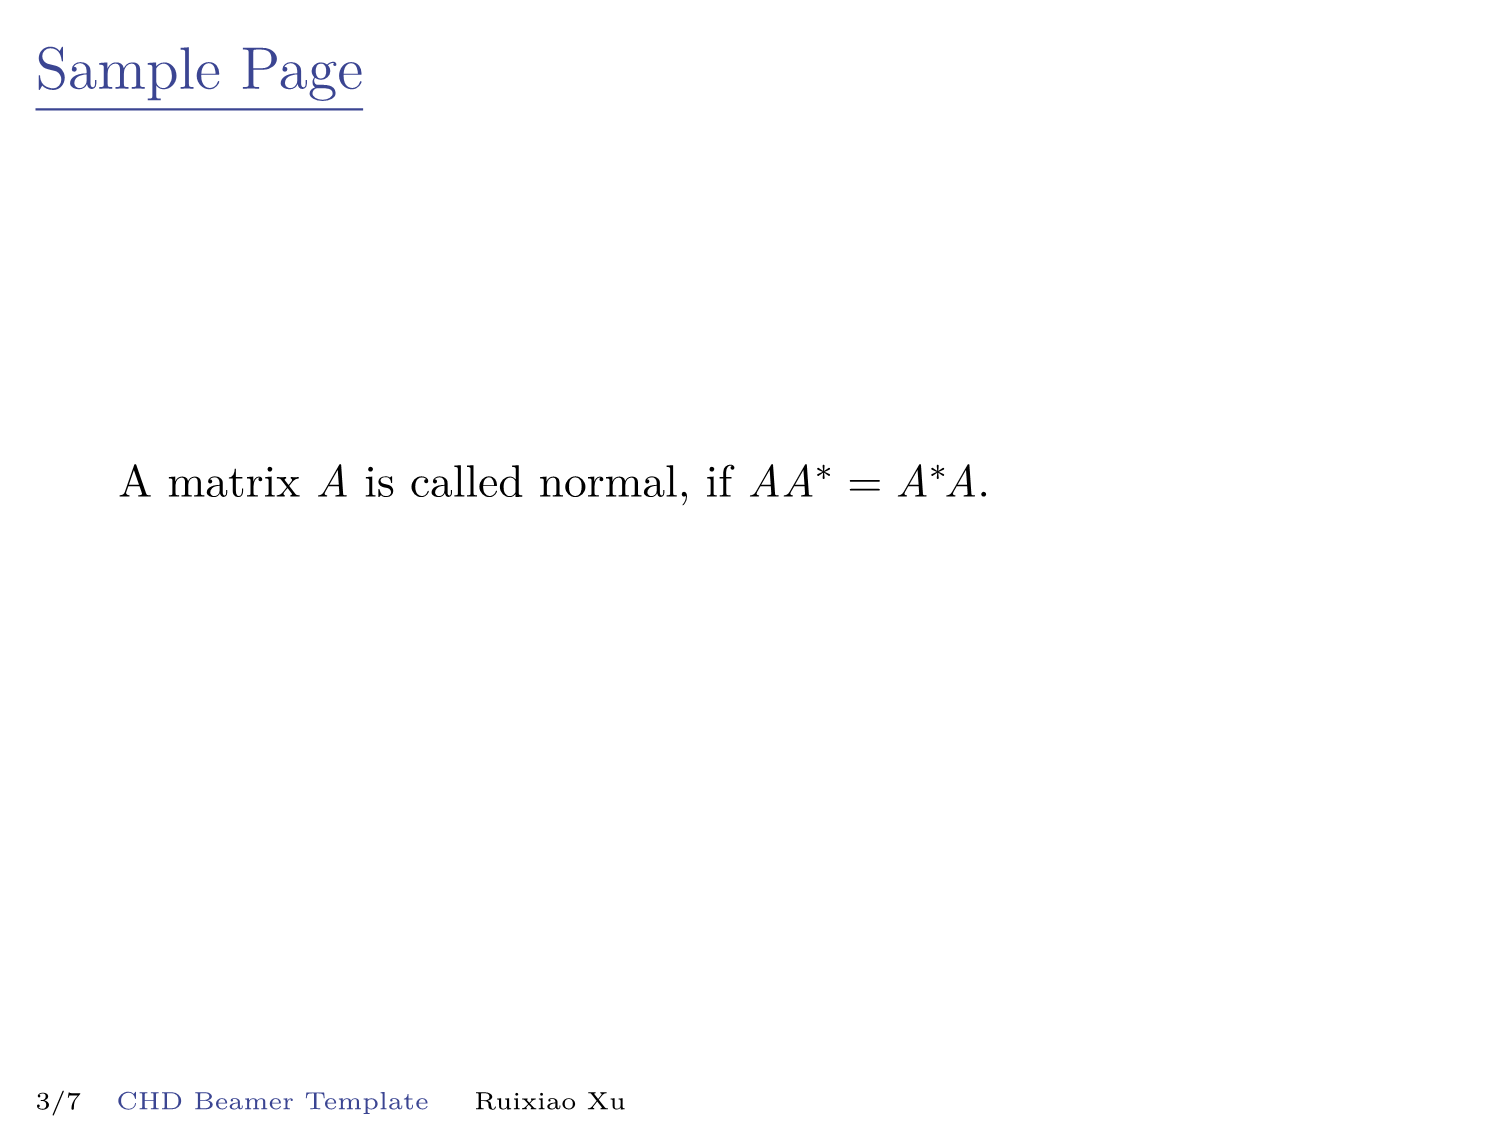 Sample Page
A matrix A is called normal, if AA* = A*A.
3/7 CHD Beamer Template Ruixiao Xu